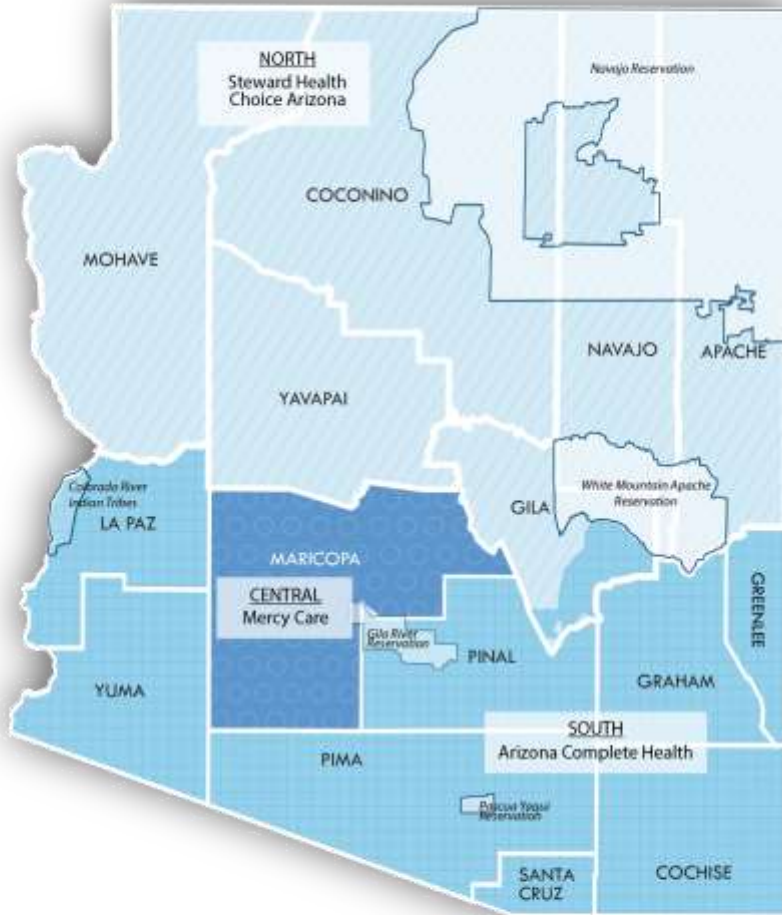 NORTH
Steward Health
Choice Arizona
Navajo Reservation
COCONINO
MOHAVE
NAVAJO
APACHE
YAVAPAI
Colorado River
Indian Tribes
LA PAZ
White Mountain Apache
Reservation
GILA
MARICOPA
GREENLEE
CENTRAL
Mercy Care
Gila River
Reservation
PINAL
YUMA
GRAHAM
SOUTH
Arizona Complete Health
PIMA
Pascua Yaqui
Reservation
SANTA
CRUZ
COCHISE